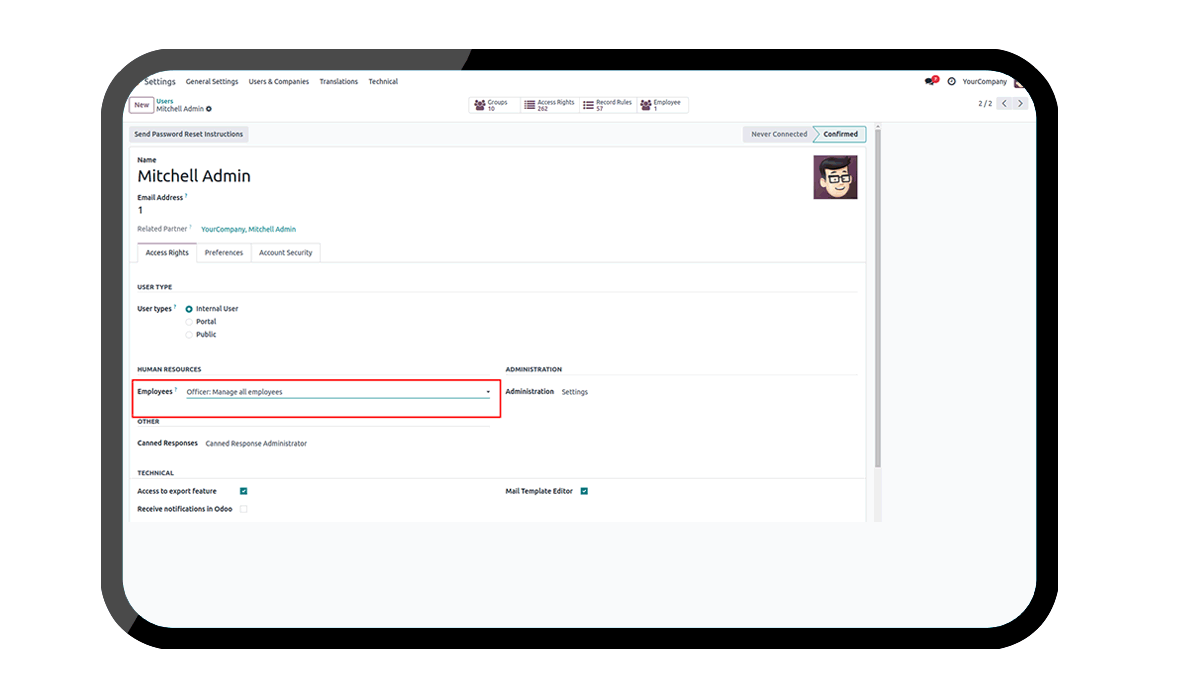 Settings General Settings Users & Companies Translations Technical
2 YourCompany
New Users
Mitchell Admin
Groups 10 Access Rights 262 Record Rules 57 Employee 1
2 / 2
Send Password Reset Instructions
Never Connected Confirmed
Name
Mitchell Admin
Email Address ?
1
Related Partner ? YourCompany, Mitchell Admin
Access Rights Preferences Account Security
USER TYPE
User types ? Internal User
Portal
Public
HUMAN RESOURCES ADMINISTRATION
Employees ? Officer: Manage all employees Administration Settings
OTHER
Canned Responses Canned Response Administrator
TECHNICAL
Access to export feature Mail Template Editor
Receive notifications in Odoo